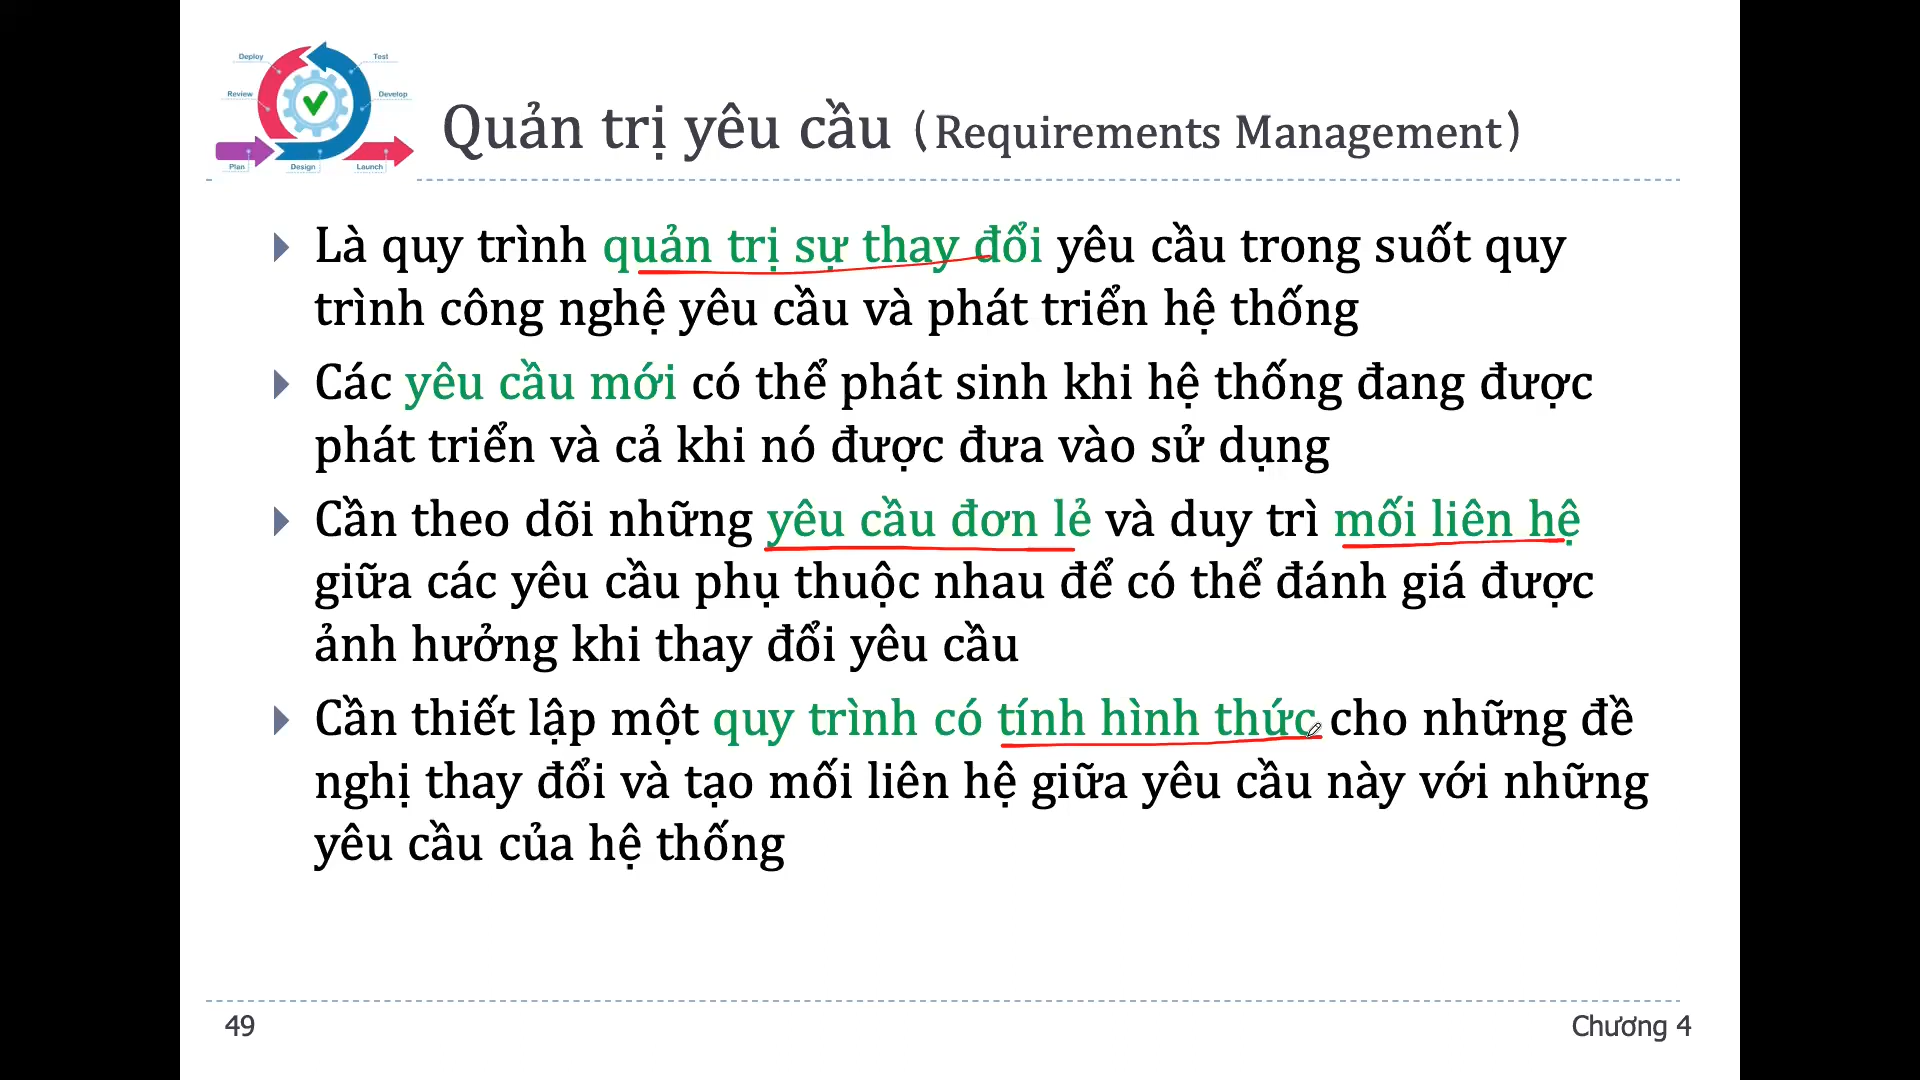 Deploy
Test
Review
Develop
Plan
Design
Launch
Quản trị yêu cầu (Requirements Management)
Là quy trình quản trị sự thay đổi yêu cầu trong suốt quy
trình công nghệ yêu cầu và phát triển hệ thống
Các yêu cầu mới có thể phát sinh khi hệ thống đang được
phát triển và cả khi nó được đưa vào sử dụng
Cần theo dõi những yêu cầu đơn lẻ và duy trì mối liên hệ
giữa các yêu cầu phụ thuộc nhau để có thể đánh giá được
ảnh hưởng khi thay đổi yêu cầu
Cần thiết lập một quy trình có tính hình thức cho những đề
nghị thay đổi và tạo mối liên hệ giữa yêu cầu này với những
yêu cầu của hệ thống
49
Chương 4